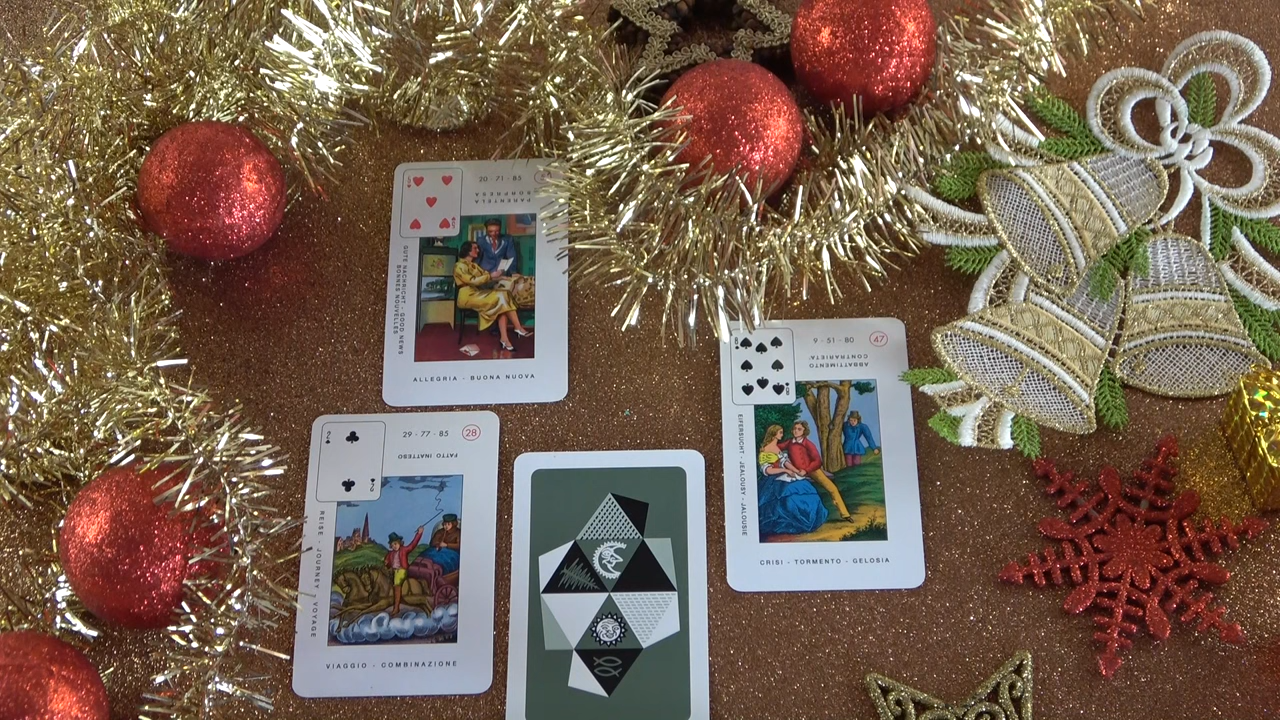 20 - 71 - 85
PARENTELA
SORPRESA
GUTE NACHRICHT - GOOD NEWS
BONNES NOUVELLES
ALLEGRIA - BUONA NUOVA
9 - 51 - 80
47
ABBATTIMENTO
CONTRARIETA'
EIFERSUCHT - JEALOUSY - JALOUSIE
CRISI - TORMENTO - GELOSIA
29 - 77 - 85
28
FATTO INATTESO
REISE - JOURNEY - VOYAGE
VIAGGIO - COMBINAZIONE